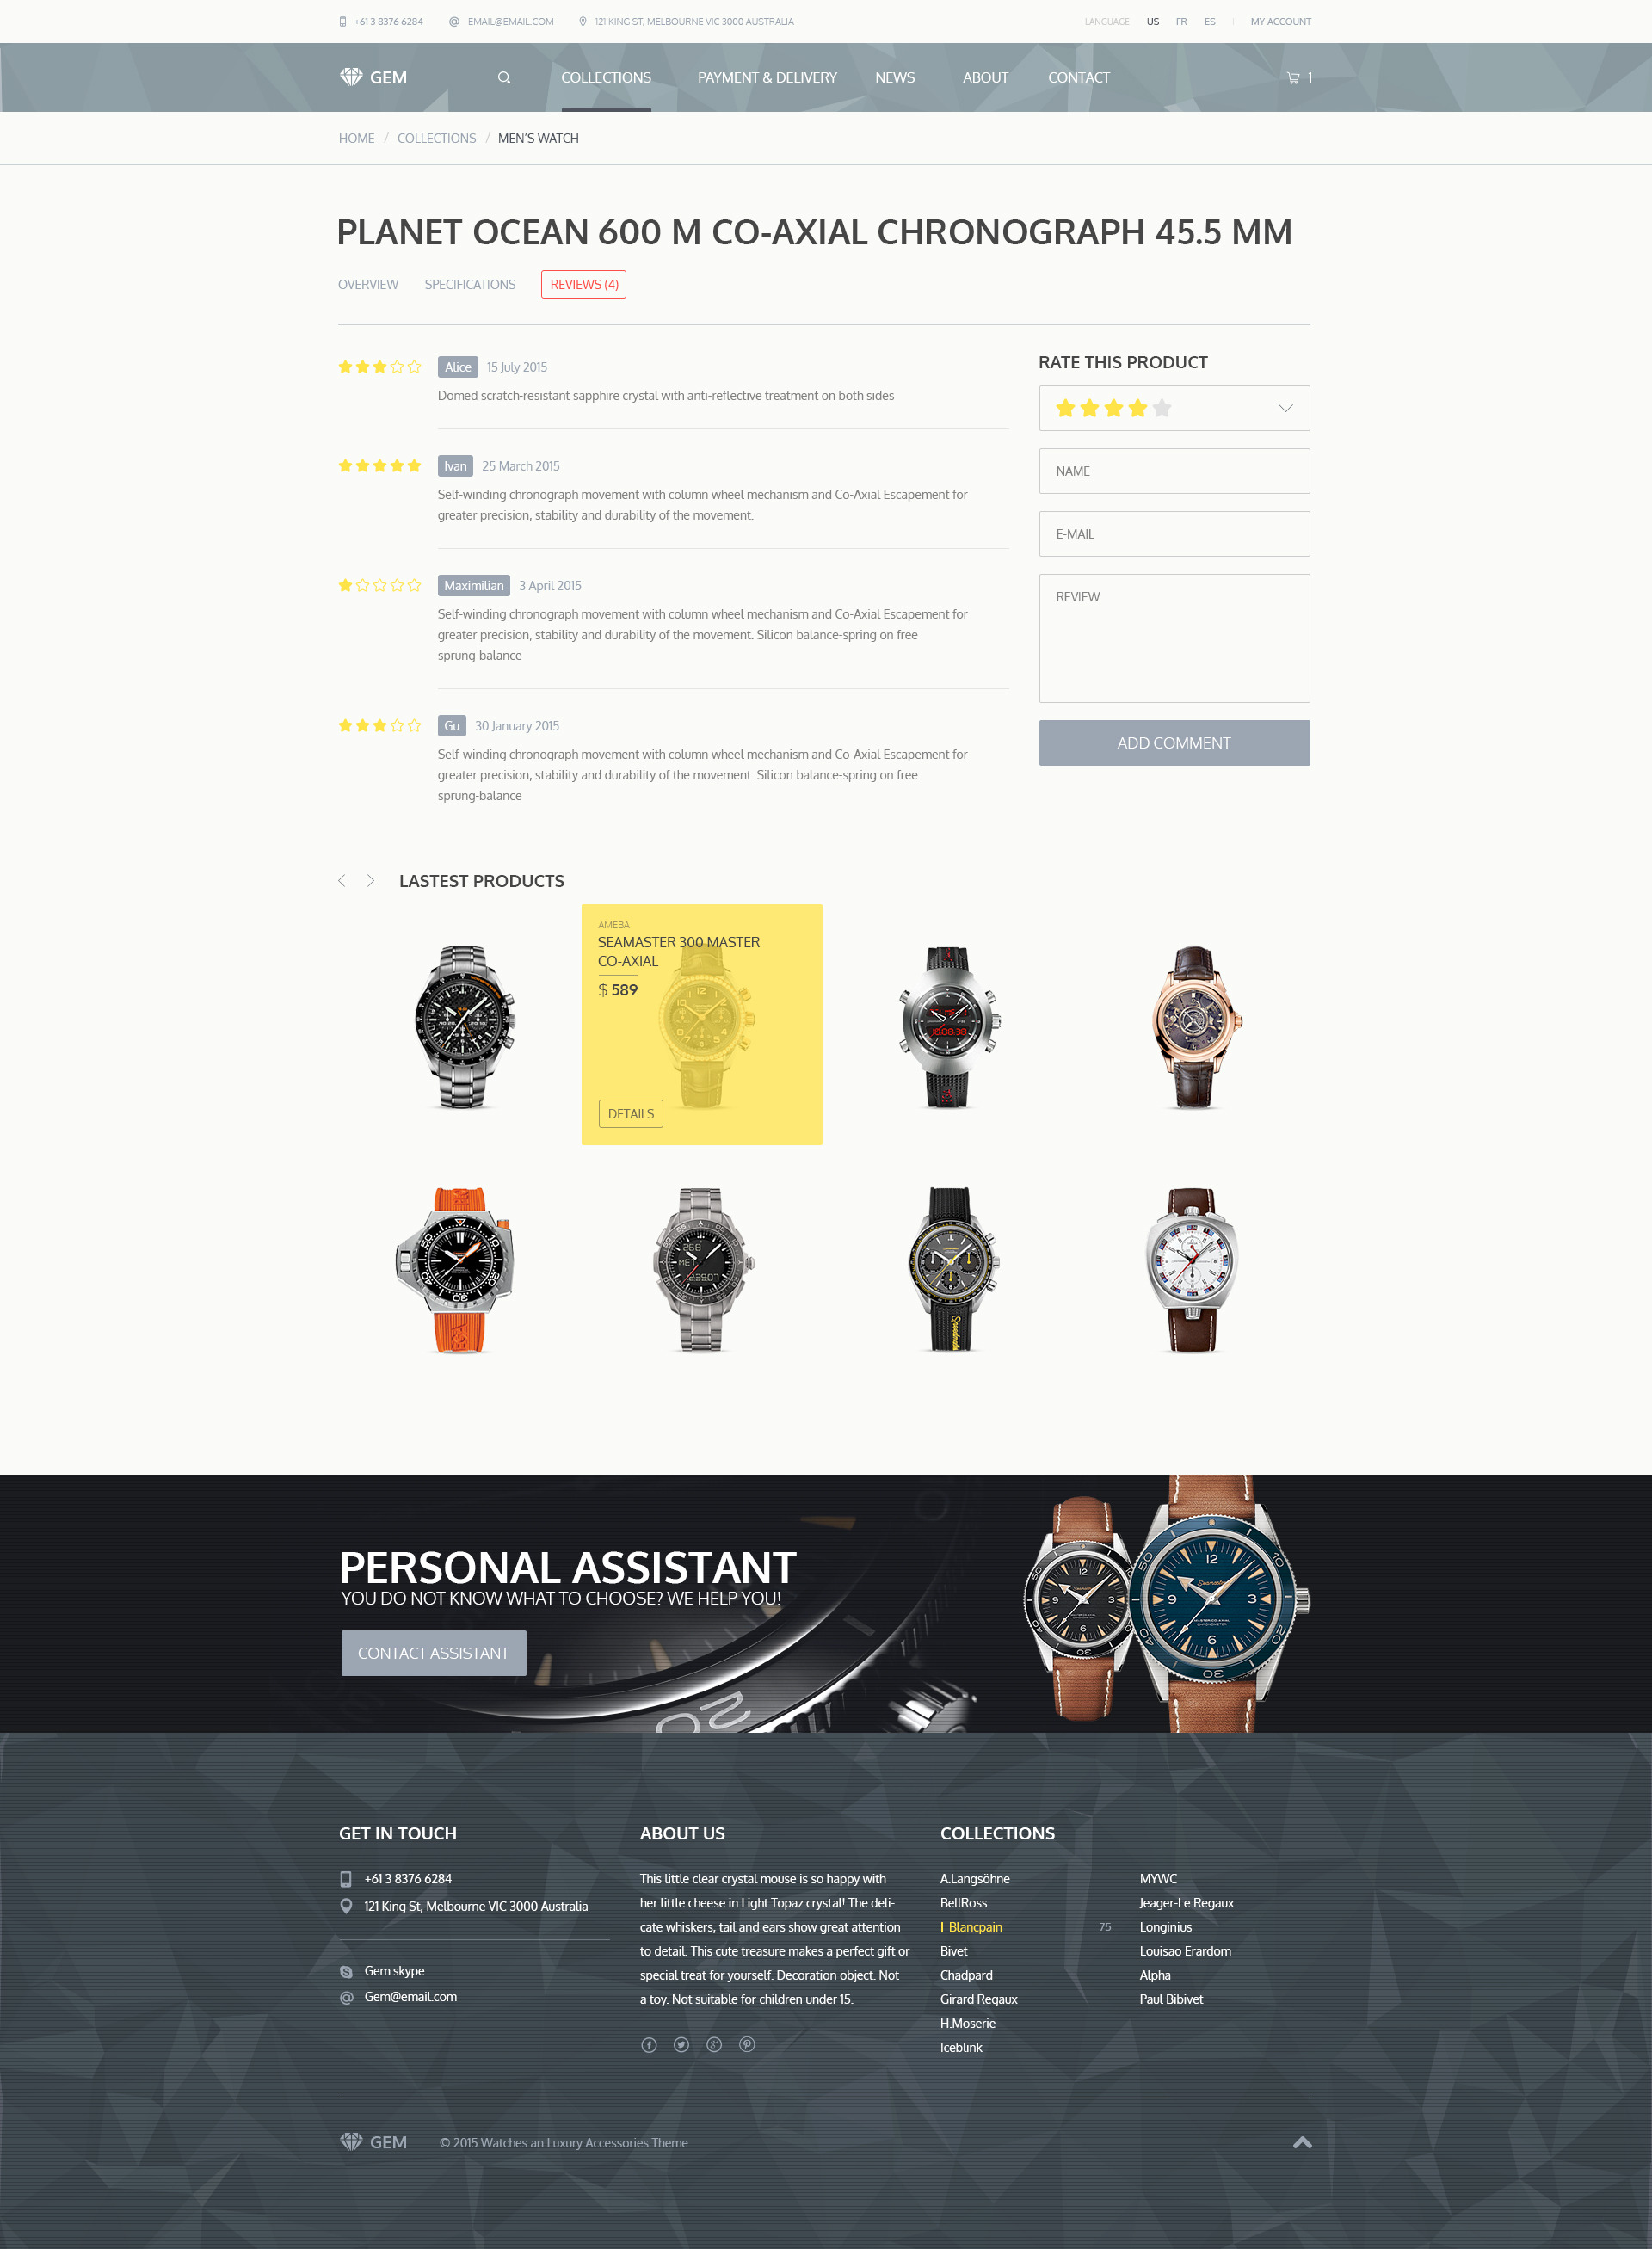 +61 3 8376 6284
EMAIL@EMAIL.COM
121 KING ST, MELBOURNE VIC 3000 AUSTRALIA
LANGUAGE US FR ES | MY ACCOUNT
GEM
COLLECTIONS
PAYMENT & DELIVERY
NEWS
ABOUT
CONTACT
1
HOME / COLLECTIONS / MEN'S WATCH
PLANET OCEAN 600 M CO-AXIAL CHRONOGRAPH 45.5 MM
OVERVIEW
SPECIFICATIONS
REVIEWS (4)
Alice 15 July 2015
Domed scratch-resistant sapphire crystal with anti-reflective treatment on both sides
Ivan 25 March 2015
Self-winding chronograph movement with column wheel mechanism and Co-Axial Escapement for
greater precision, stability and durability of the movement.
Maximilian 3 April 2015
Self-winding chronograph movement with column wheel mechanism and Co-Axial Escapement for
greater precision, stability and durability of the movement. Silicon balance-spring on free
sprung-balance
Gu 30 January 2015
Self-winding chronograph movement with column wheel mechanism and Co-Axial Escapement for
greater precision, stability and durability of the movement. Silicon balance-spring on free
sprung-balance
RATE THIS PRODUCT
NAME
E-MAIL
REVIEW
ADD COMMENT
LASTEST PRODUCTS
AMEBA
SEAMASTER 300 MASTER
CO-AXIAL
$ 589
DETAILS
PERSONAL ASSISTANT
YOU DO NOT KNOW WHAT TO CHOOSE? WE HELP YOU!
CONTACT ASSISTANT
GET IN TOUCH
+61 3 8376 6284
121 King St, Melbourne VIC 3000 Australia
Gem.skype
Gem@email.com
ABOUT US
This little clear crystal mouse is so happy with
her little cheese in Light Topaz crystal! The deli-
cate whiskers, tail and ears show great attention
to detail. This cute treasure makes a perfect gift or
special treat for yourself. Decoration object. Not
a toy. Not suitable for children under 15.
COLLECTIONS
A.Langsöhne
BellRoss
Blancpain 75
Bivet
Chadpard
Girard Regaux
H.Moserie
Iceblink
MYWC
Jeager-Le Regaux
Longinius
Louisao Erardom
Alpha
Paul Bibivet
GEM
© 2015 Watches an Luxury Accessories Theme